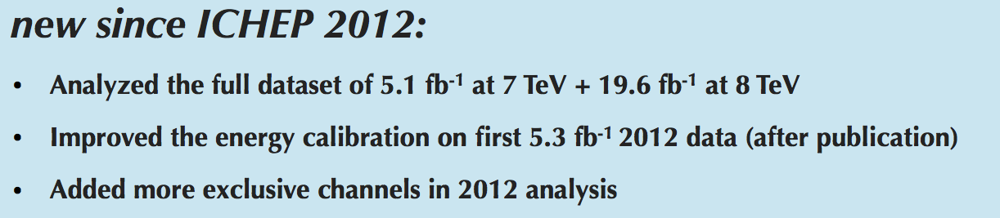 new since ICHEP 2012:
• Analyzed the full dataset of 5.1 fb⁻¹ at 7 TeV + 19.6 fb⁻¹ at 8 TeV
• Improved the energy calibration on first 5.3 fb⁻¹ 2012 data (after publication)
• Added more exclusive channels in 2012 analysis